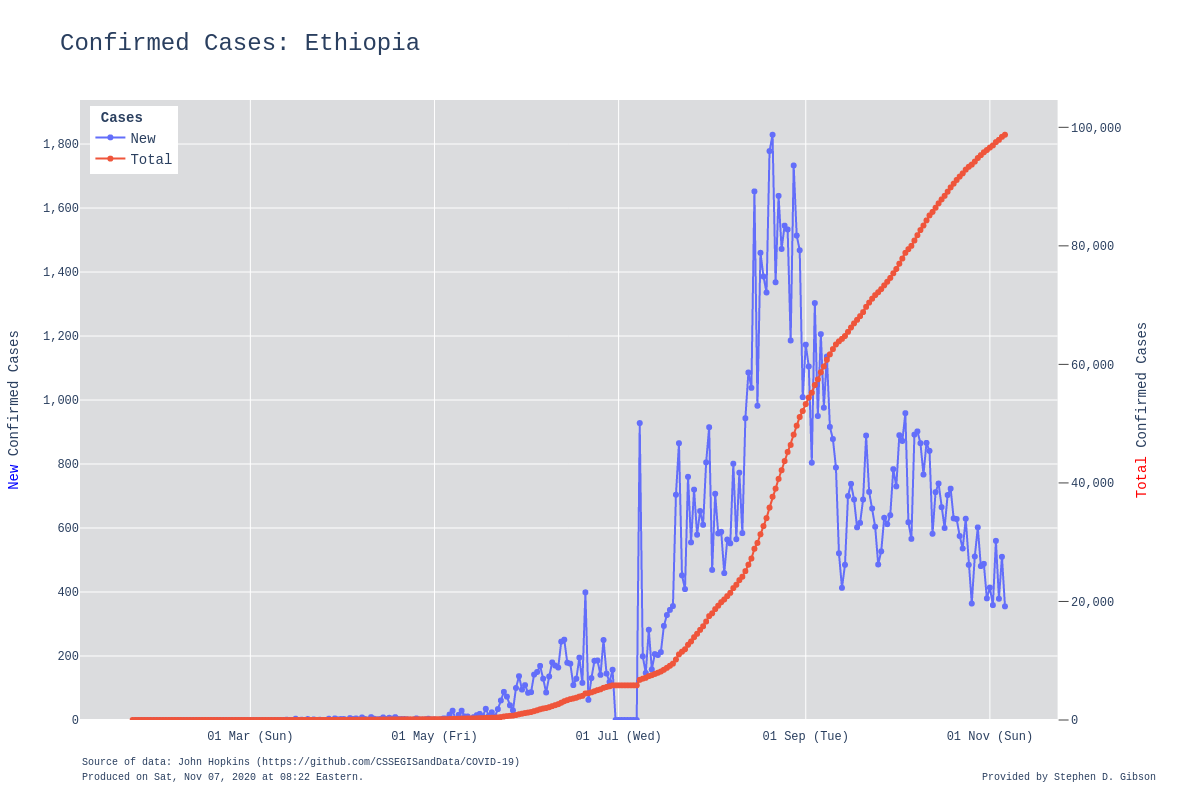 Confirmed Cases: Ethiopia
Cases
New
Total
1,800
1,600
1,400
1,200
1,000
800
600
400
200
0
100,000
80,000
60,000
40,000
20,000
0
New Confirmed Cases
Total Confirmed Cases
01 Mar (Sun)
01 May (Fri)
01 Jul (Wed)
01 Sep (Tue)
01 Nov (Sun)
Source of data: John Hopkins (https://github.com/CSSEGISandData/COVID-19)
Produced on Sat, Nov 07, 2020 at 08:22 Eastern.
Provided by Stephen D. Gibson